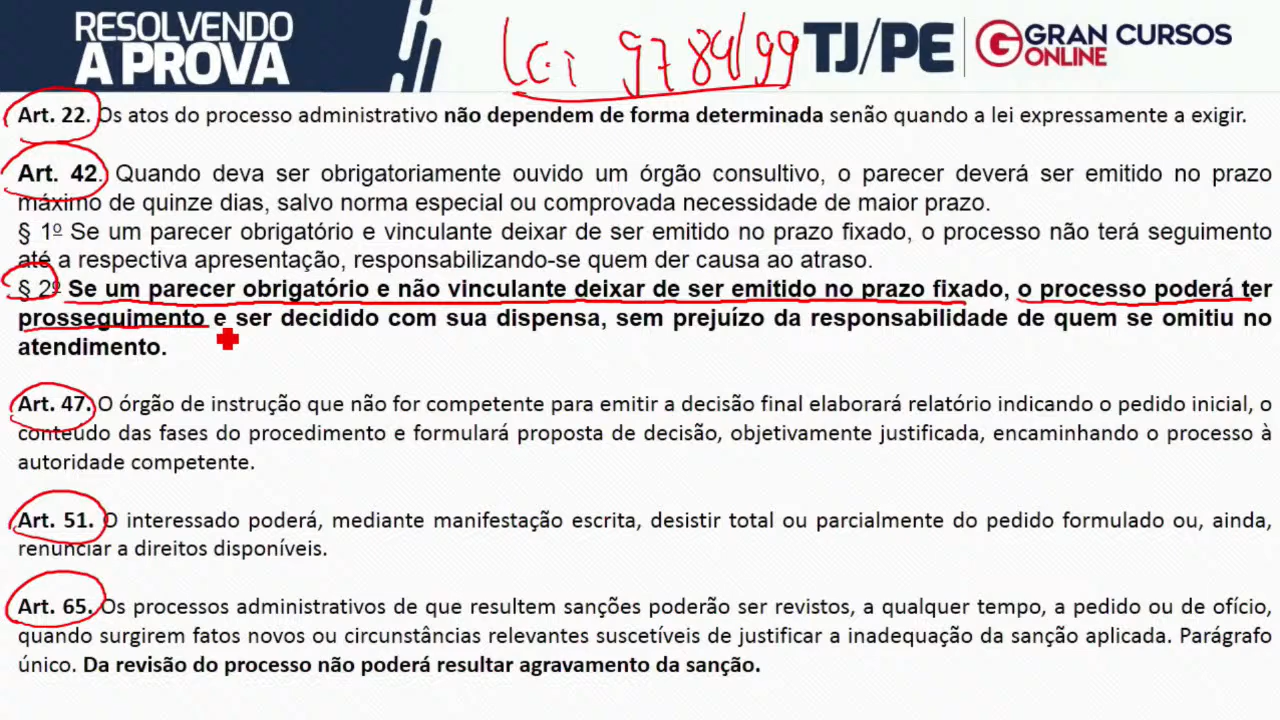 RESOLVENDO
A PROVA
Lei 9784/99
TJ/PE
GRAN CURSOS
ONLINE
Art. 22. Os atos do processo administrativo não dependem de forma determinada senão quando a lei expressamente a exigir.
Art. 42. Quando deva ser obrigatoriamente ouvido um órgão consultivo, o parecer deverá ser emitido no prazo
máximo de quinze dias, salvo norma especial ou comprovada necessidade de maior prazo.
§ 1º Se um parecer obrigatório e vinculante deixar de ser emitido no prazo fixado, o processo não terá seguimento
até a respectiva apresentação, responsabilizando-se quem der causa ao atraso.
§ 2º Se um parecer obrigatório e não vinculante deixar de ser emitido no prazo fixado, o processo poderá ter
prosseguimento e ser decidido com sua dispensa, sem prejuízo da responsabilidade de quem se omitiu no
atendimento.
Art. 47. O órgão de instrução que não for competente para emitir a decisão final elaborará relatório indicando o pedido inicial, o
conteúdo das fases do procedimento e formulará proposta de decisão, objetivamente justificada, encaminhando o processo à
autoridade competente.
Art. 51. O interessado poderá, mediante manifestação escrita, desistir total ou parcialmente do pedido formulado ou, ainda,
renunciar a direitos disponíveis.
Art. 65. Os processos administrativos de que resultem sanções poderão ser revistos, a qualquer tempo, a pedido ou de ofício,
quando surgirem fatos novos ou circunstâncias relevantes suscetíveis de justificar a inadequação da sanção aplicada. Parágrafo
único. Da revisão do processo não poderá resultar agravamento da sanção.